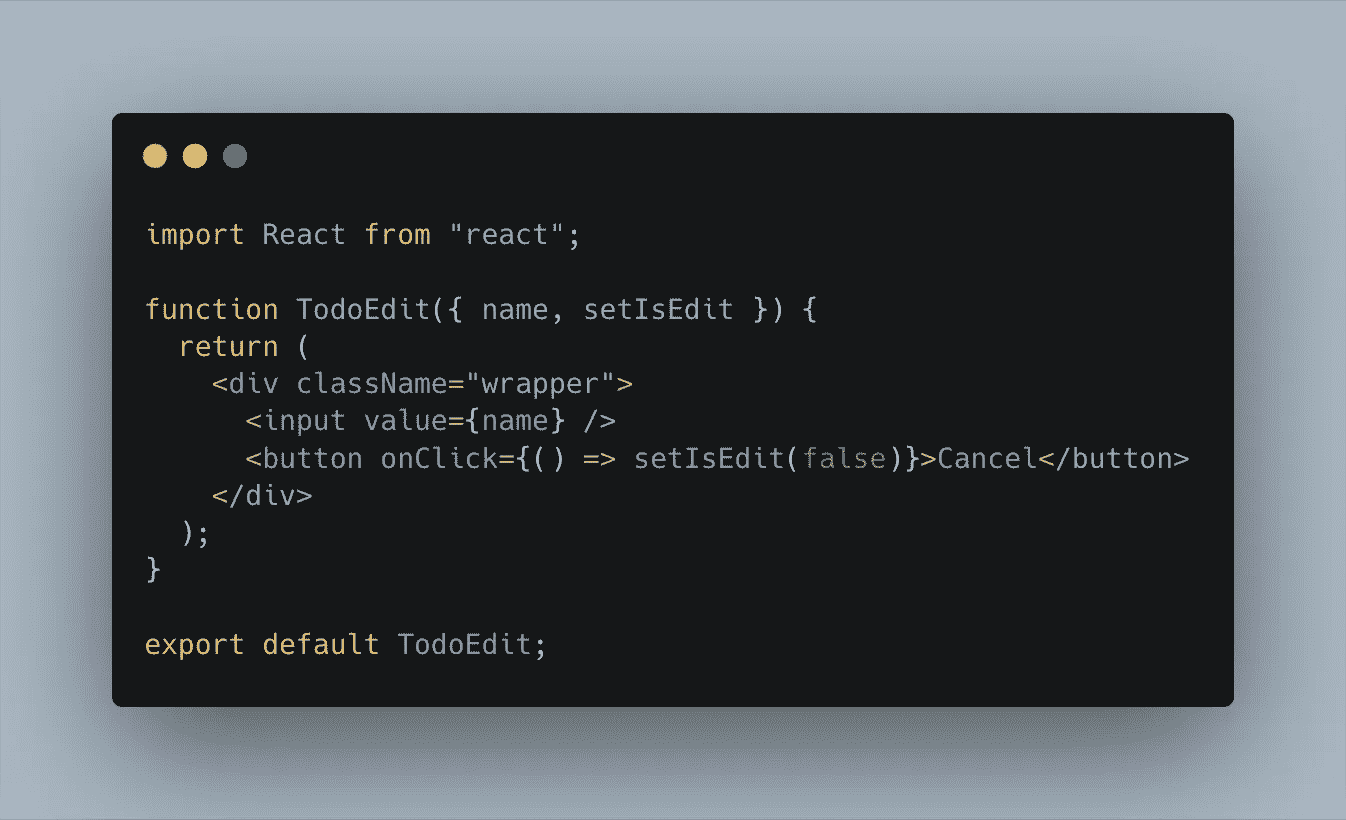 import React from "react";
function TodoEdit({ name, setIsEdit }) {
return (
<div className="wrapper">
<input value={name} />
<button onClick={() => setIsEdit(false)}>Cancel</button>
</div>
);
}
export default TodoEdit;